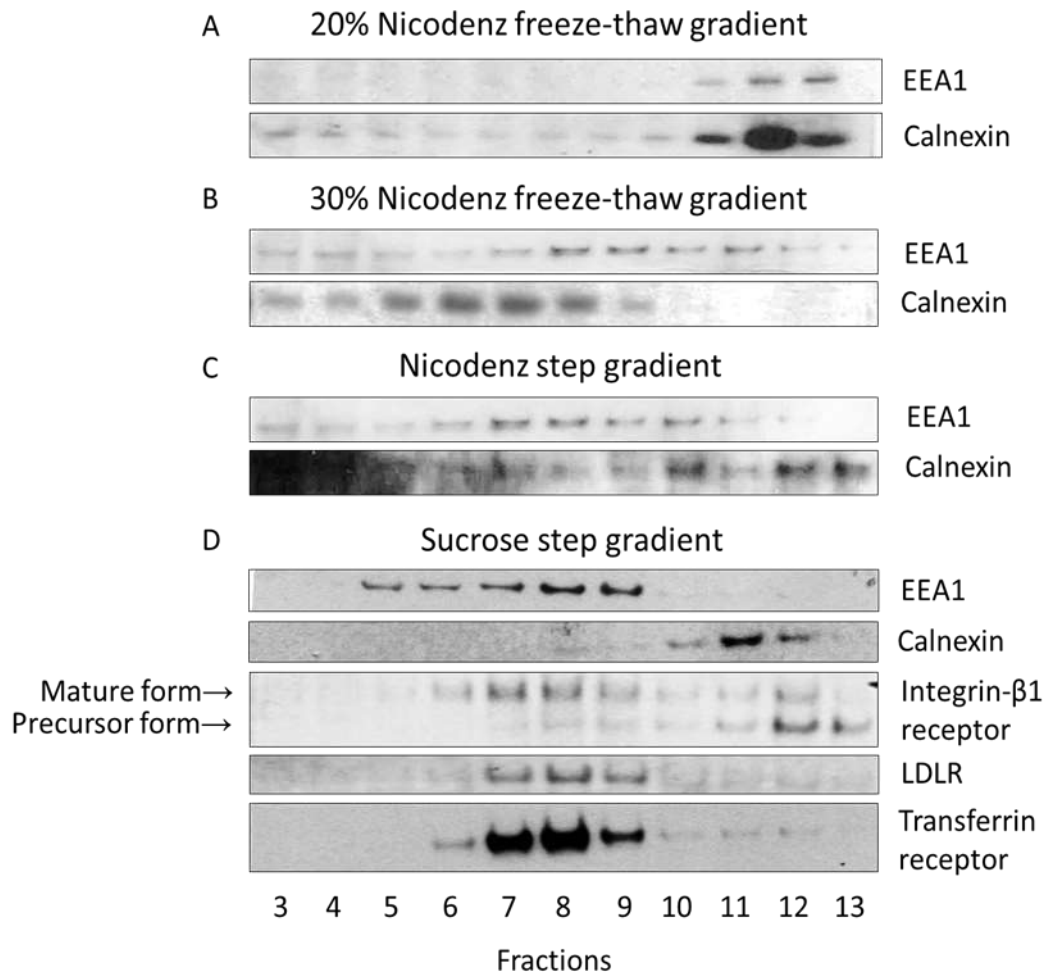 A 20% Nicodenz freeze-thaw gradient
EEA1
Calnexin
B 30% Nicodenz freeze-thaw gradient
EEA1
Calnexin
C Nicodenz step gradient
EEA1
Calnexin
D Sucrose step gradient
EEA1
Calnexin
Mature form→
Precursor form→
Integrin-β1
receptor
LDLR
Transferrin
receptor
3 4 5 6 7 8 9 10 11 12 13
Fractions